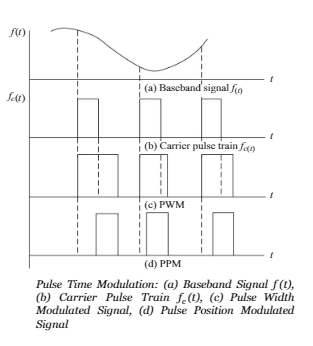 f(t)
t
(a) Baseband signal f(t)
fc(t)
t
(b) Carrier pulse train fc(t)
t
(c) PWM
t
(d) PPM
Pulse Time Modulation: (a) Baseband Signal f(t),
(b) Carrier Pulse Train fc(t), (c) Pulse Width
Modulated Signal, (d) Pulse Position Modulated
Signal